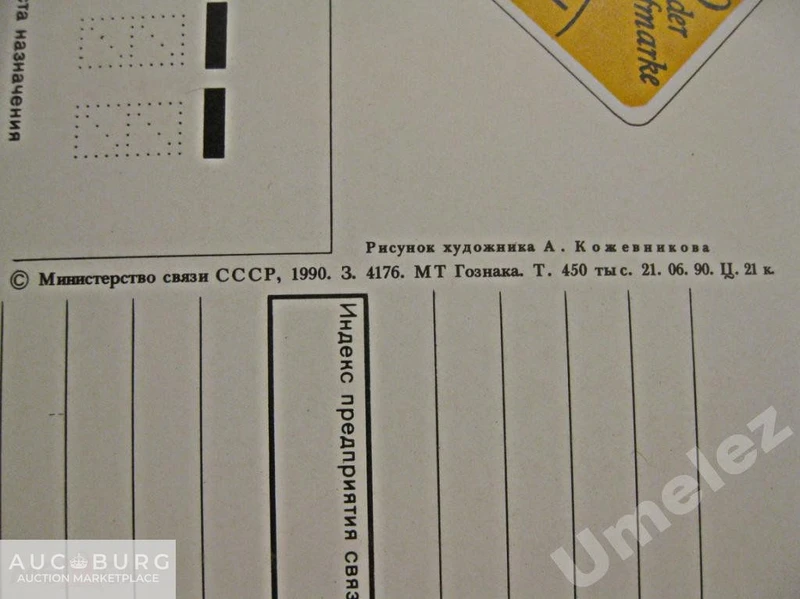 der
fmarke
ста назначения
Рисунок художника А. Кожевникова
© Министерство связи СССР, 1990. З. 4176. МТ Гознака. Т. 450 тыс. 21. 06. 90. Ц. 21 к.
Индекс предприятия связ
Umelez
AUCBURG
AUCTION MARKETPLACE